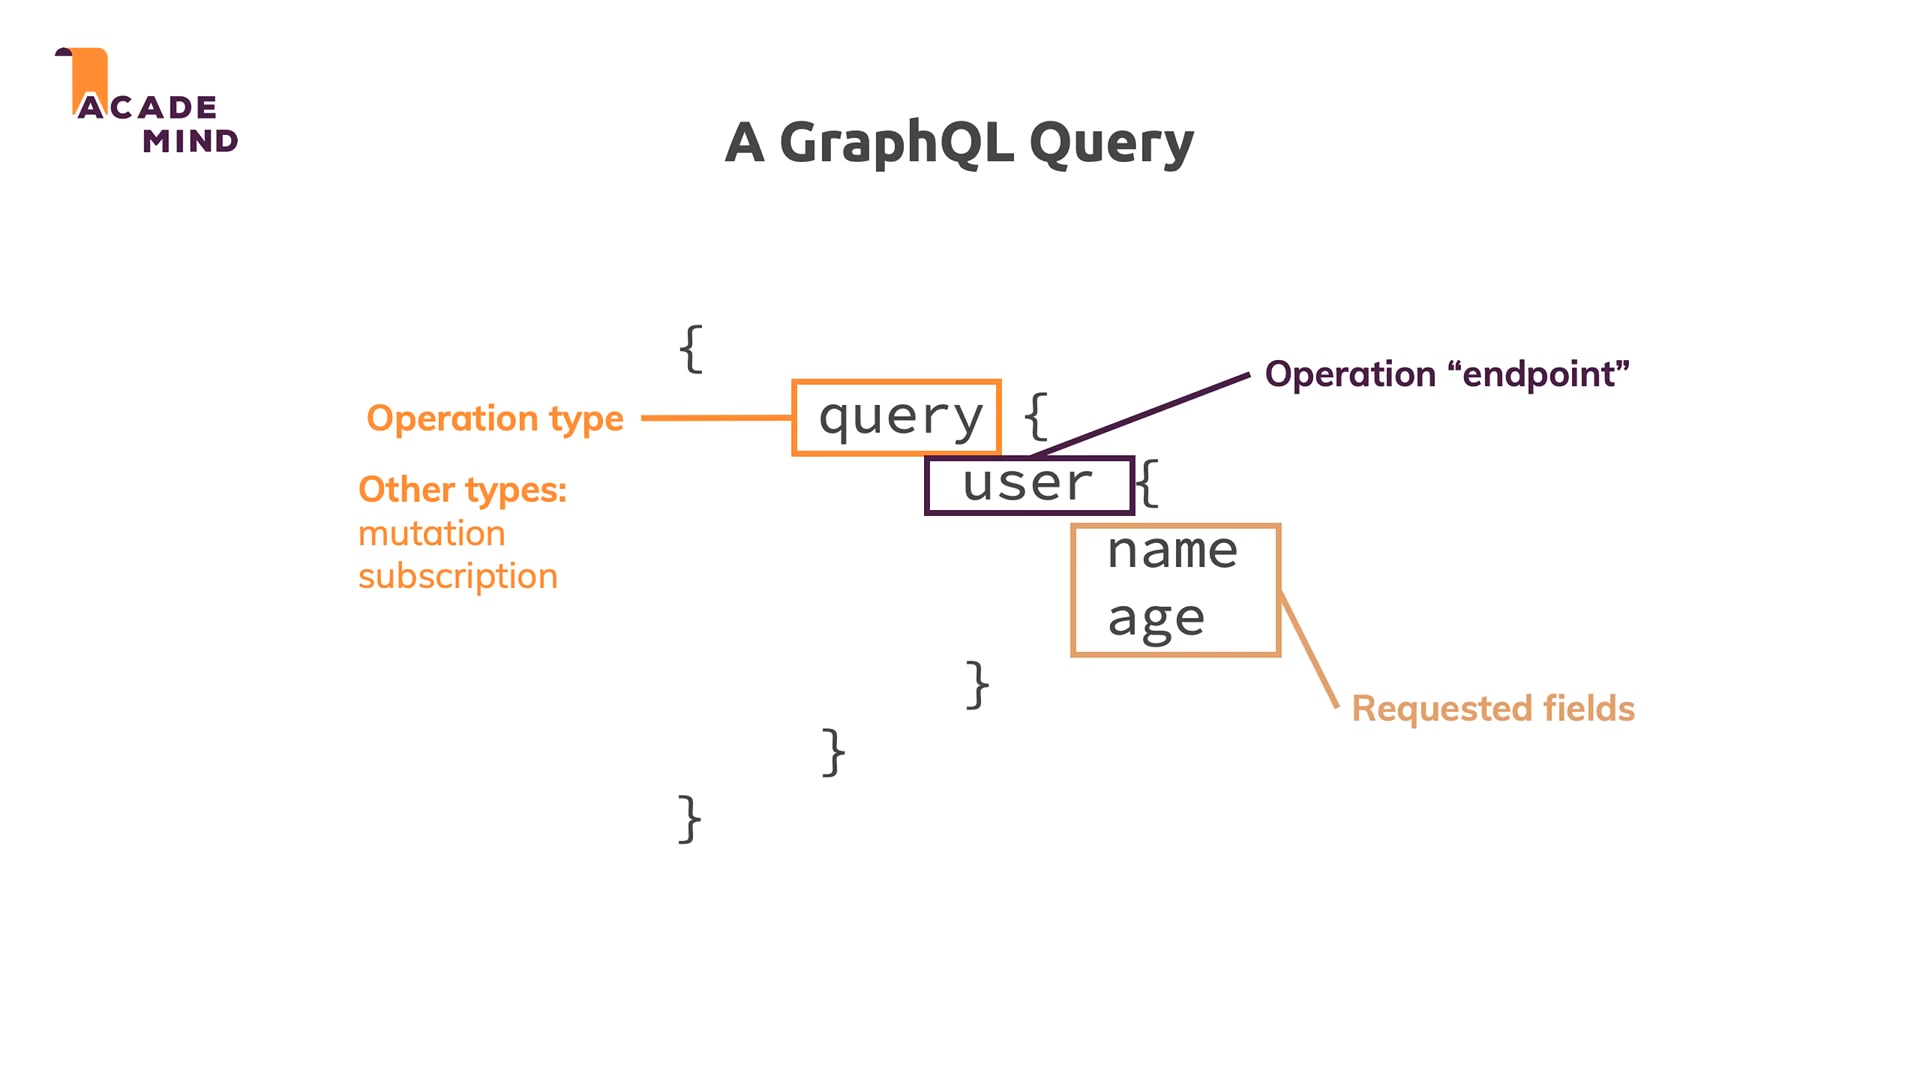 ACADE
MIND
A GraphQL Query
{
Operation type
query {
Operation “endpoint”
user {
Other types:
mutation
subscription
name
age
Requested fields
}
}
}